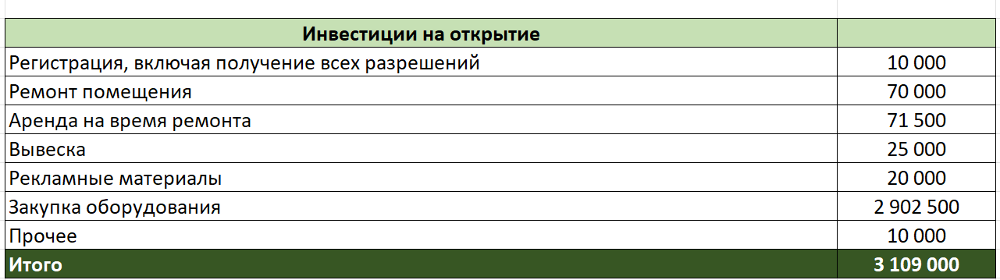 Инвестиции на открытие
Регистрация, включая получение всех разрешений 10 000
Ремонт помещения 70 000
Аренда на время ремонта 71 500
Вывеска 25 000
Рекламные материалы 20 000
Закупка оборудования 2 902 500
Прочее 10 000
Итого 3 109 000